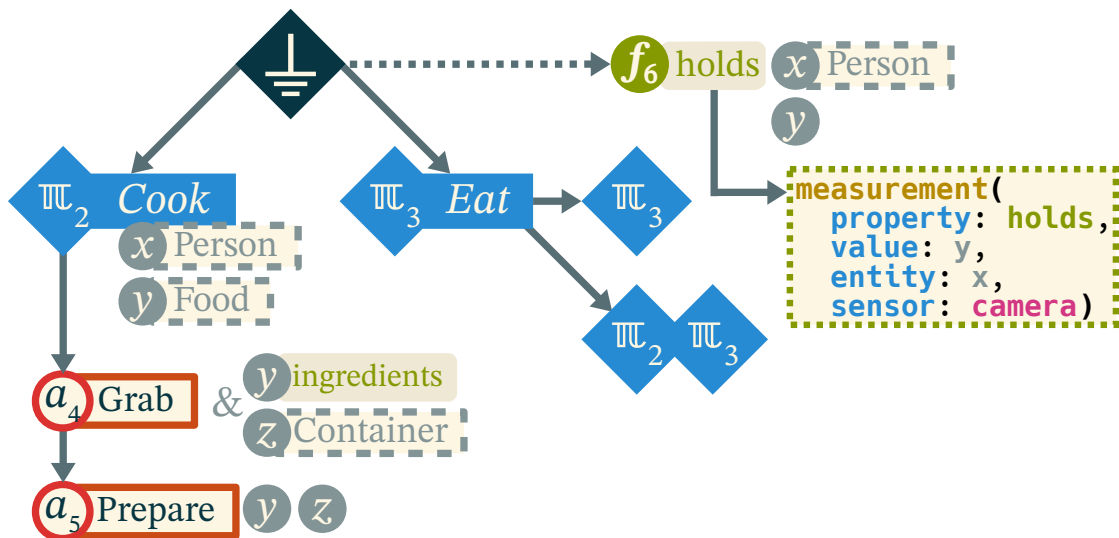 f6 holds x Person
y
ℼ2 Cook
x Person
y Food
ℼ3 Eat
ℼ3
ℼ2 ℼ3
measurement(
property: holds,
value: y,
entity: x,
sensor: camera)
a4 Grab & y ingredients
z Container
a5 Prepare y z